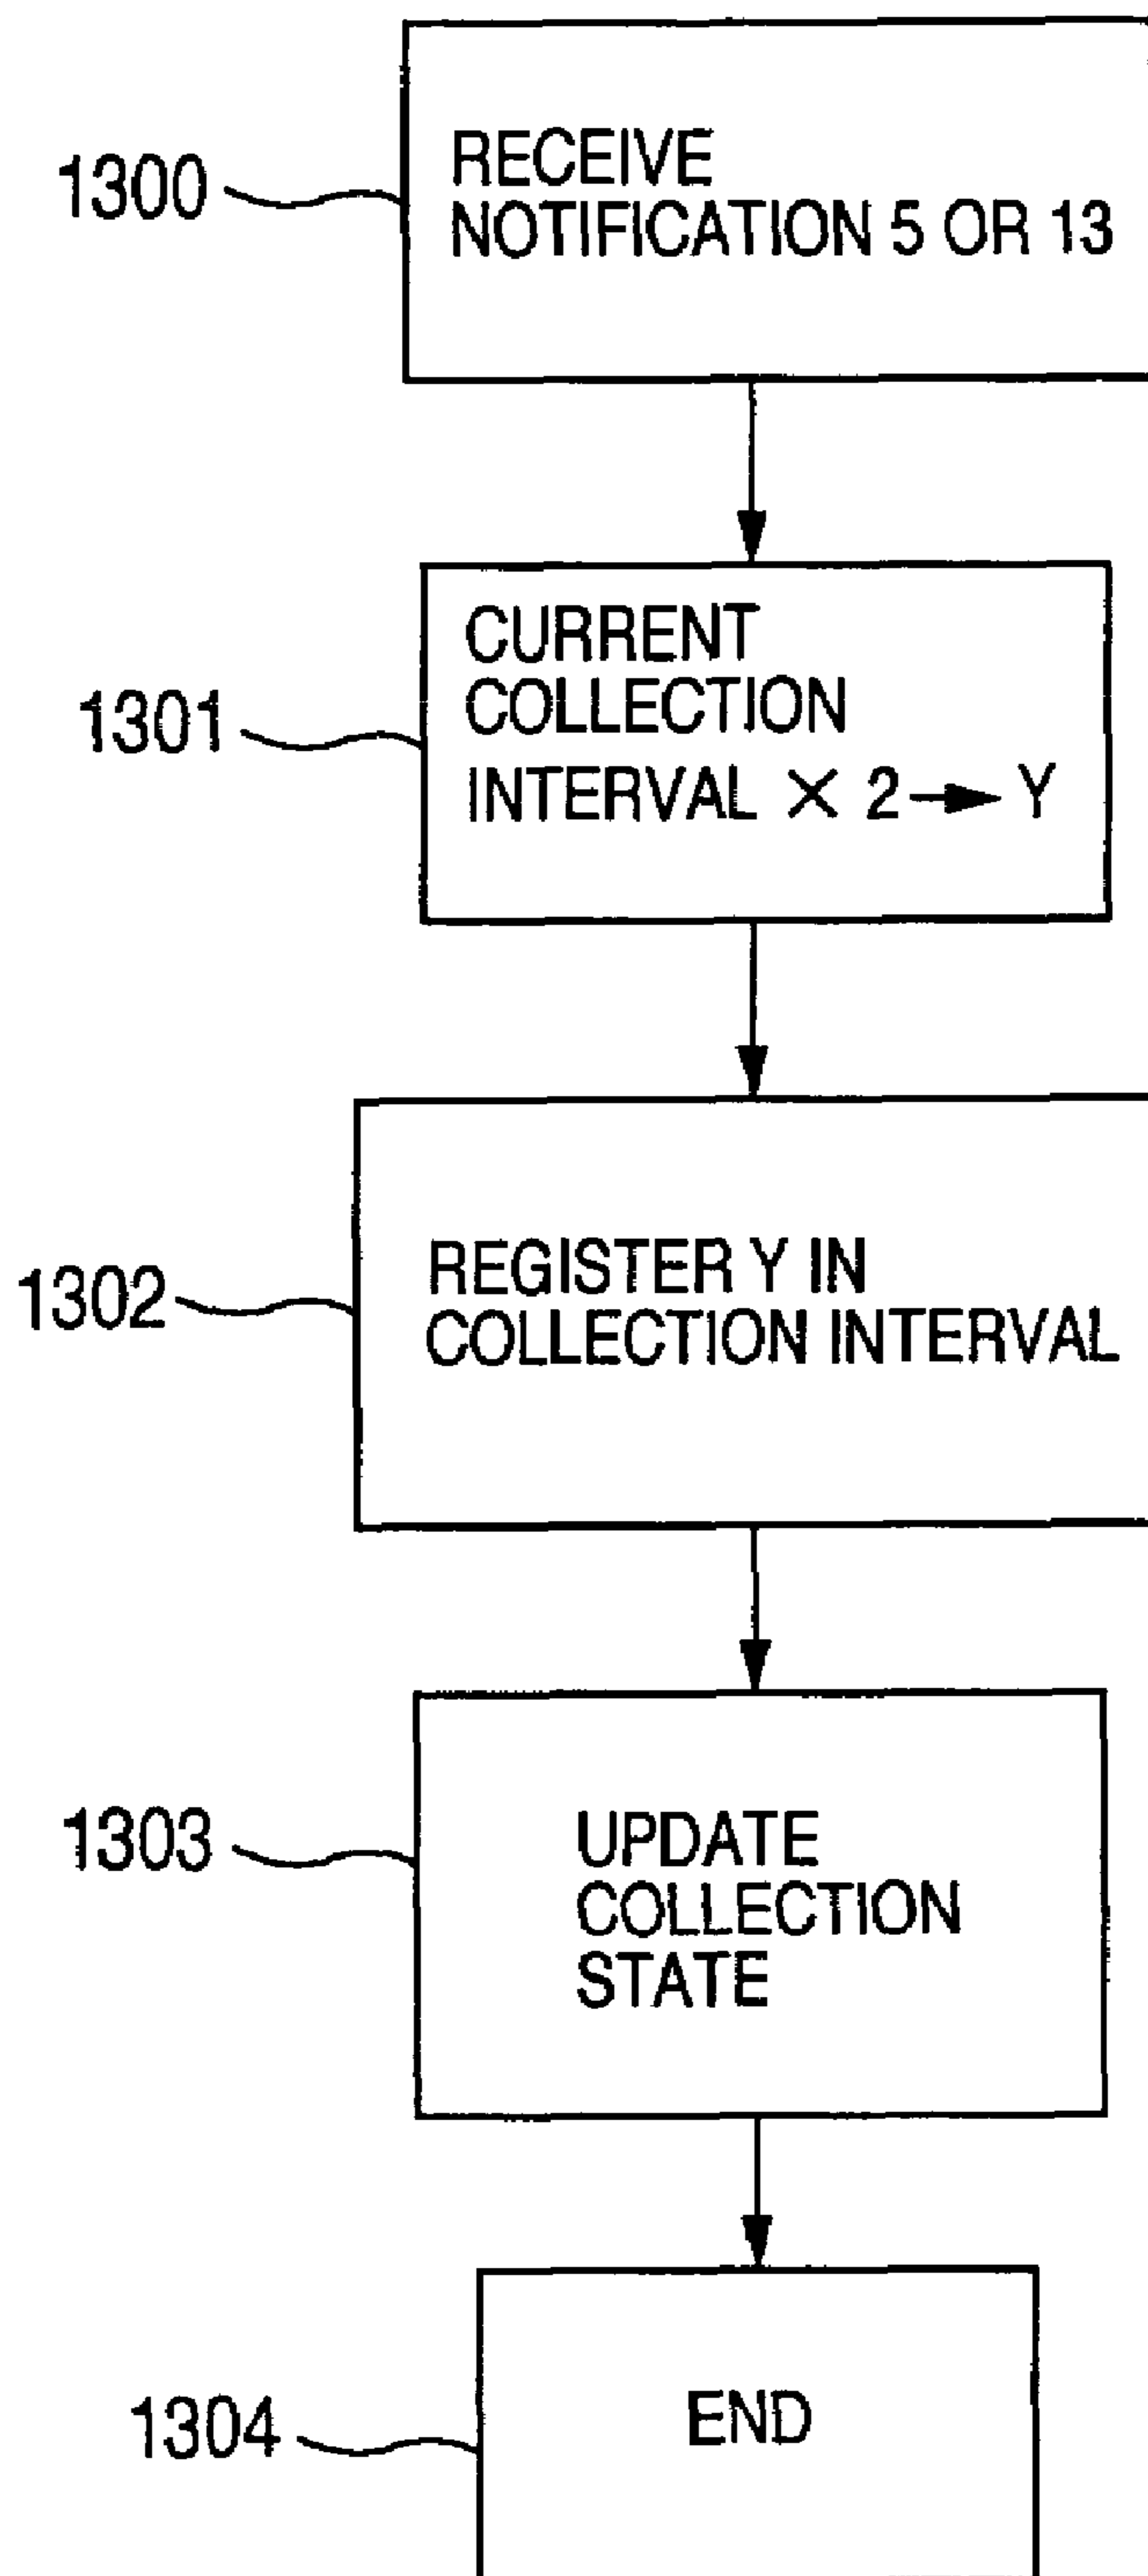 1300
RECEIVE
NOTIFICATION 5 OR 13
1301
CURRENT
COLLECTION
INTERVAL × 2 → Y
1302
REGISTER Y IN
COLLECTION INTERVAL
1303
UPDATE
COLLECTION
STATE
1304
END